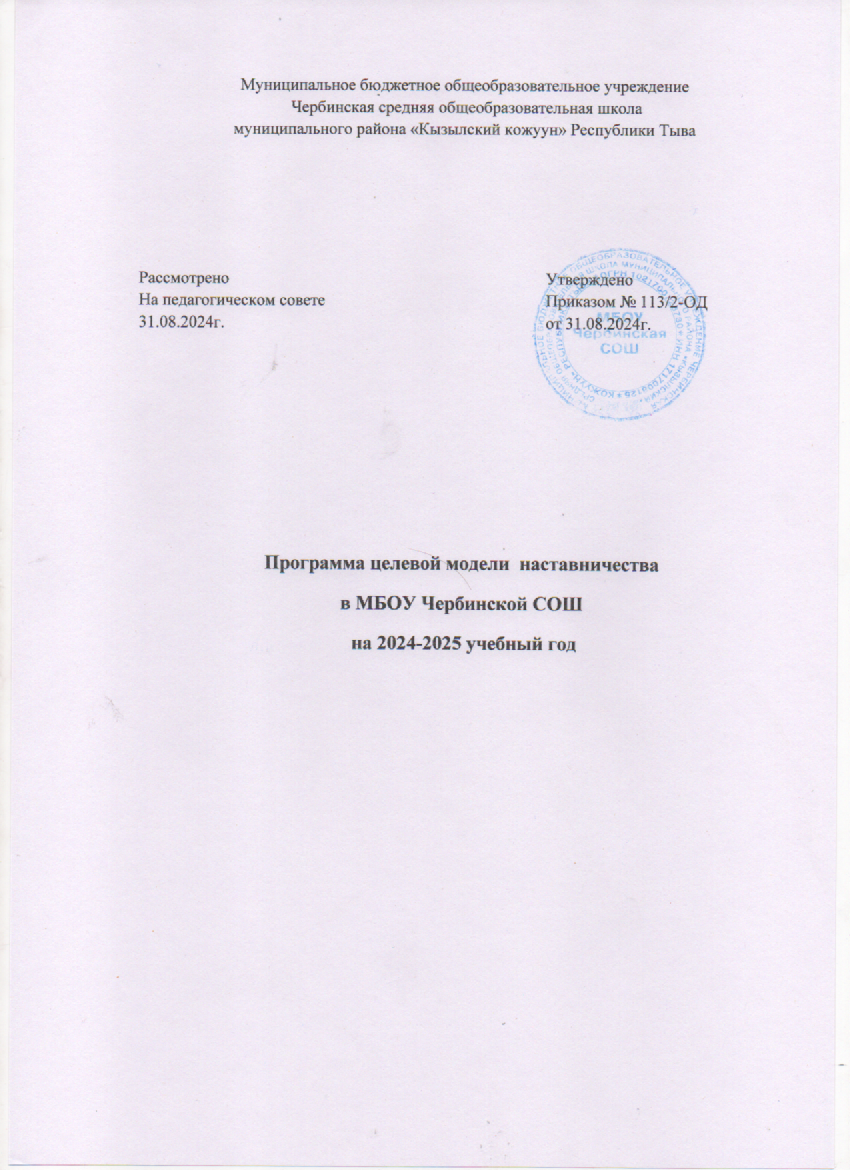 Муниципальное бюджетное общеобразовательное учреждение
Чербинская средняя общеобразовательная школа
муниципального района «Кызылский кожуун» Республики Тыва
Рассмотрено
На педагогическом совете
31.08.2024г.
Утверждено
Приказом № 113/2-ОД
от 31.08.2024г.
МБОУ
Чербинская
СОШ
Программа целевой модели наставничества
в МБОУ Чербинской СОШ
на 2024-2025 учебный год